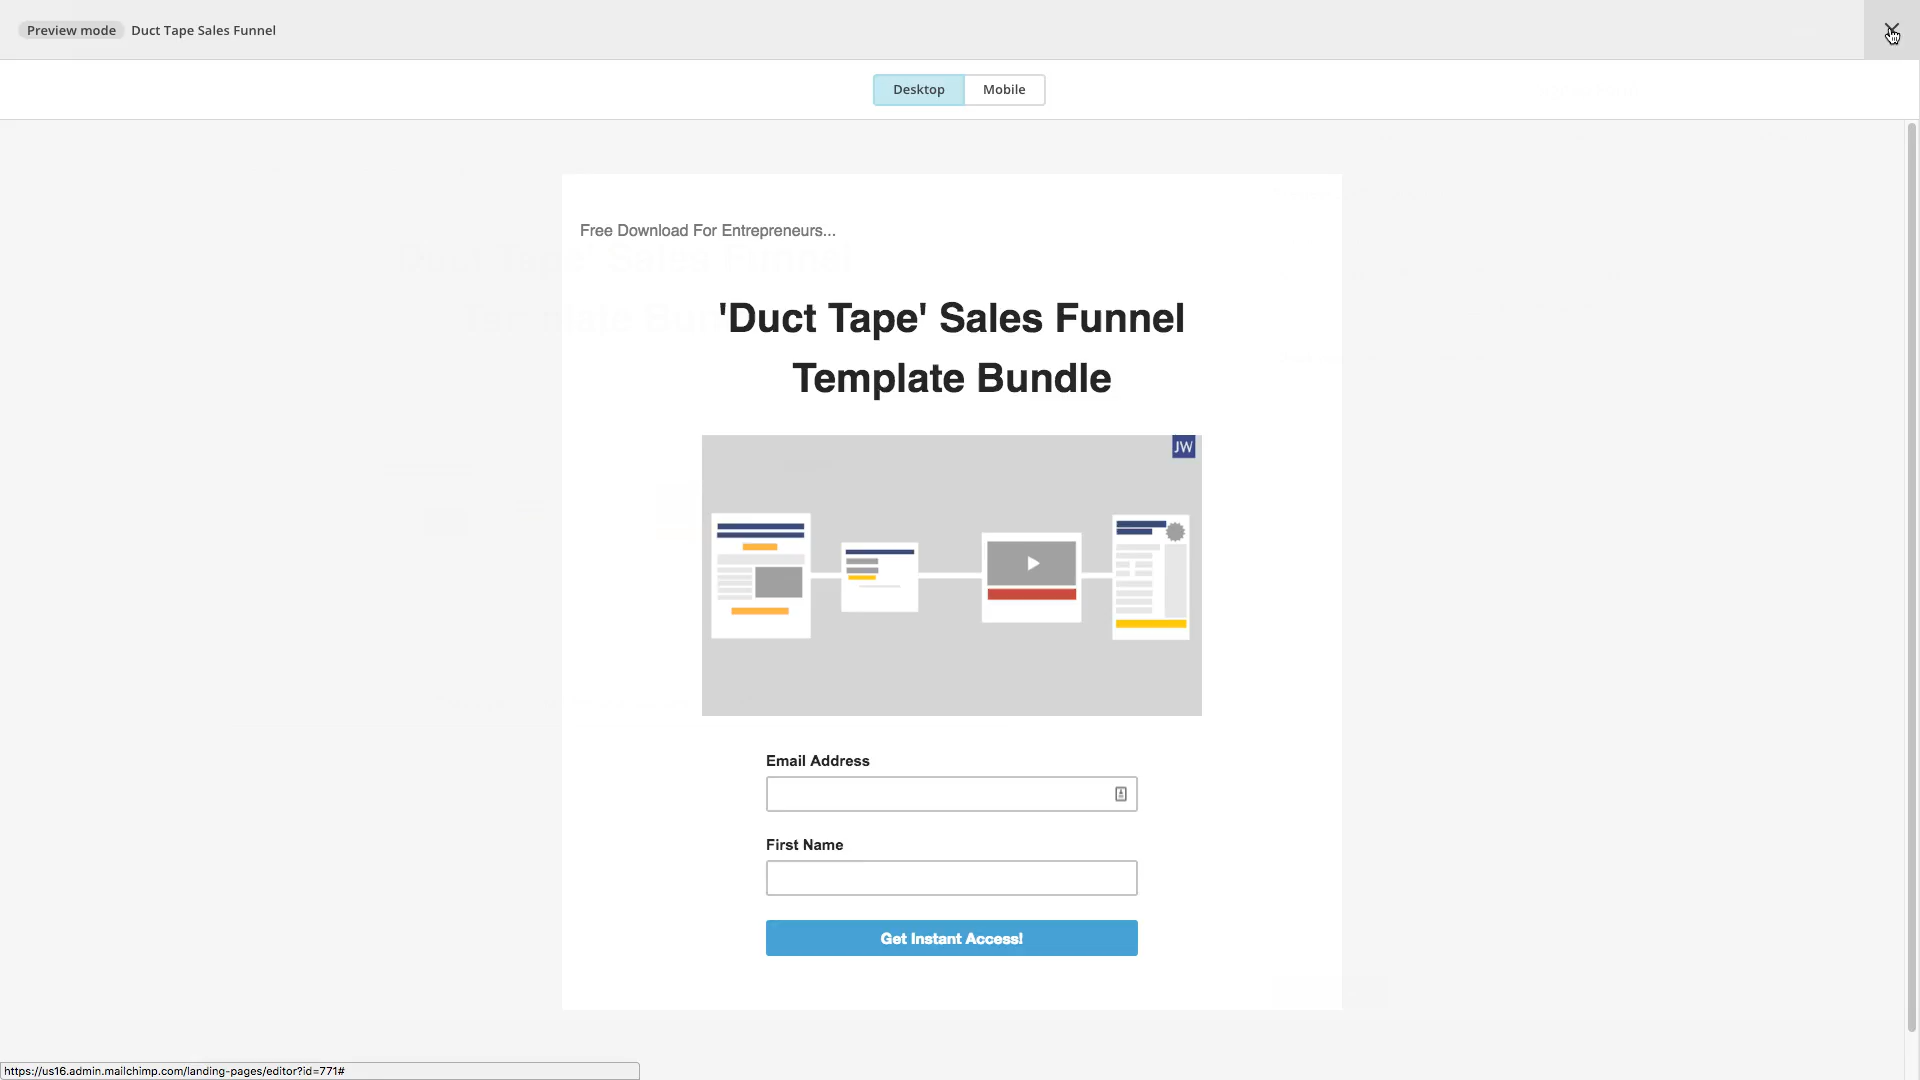 Preview mode Duct Tape Sales Funnel
Desktop Mobile
Free Download For Entrepreneurs...
'Duct Tape' Sales Funnel
Template Bundle
JW
Email Address
First Name
Get Instant Access!
https://us16.admin.mailchimp.com/landing-pages/editor?id=771#